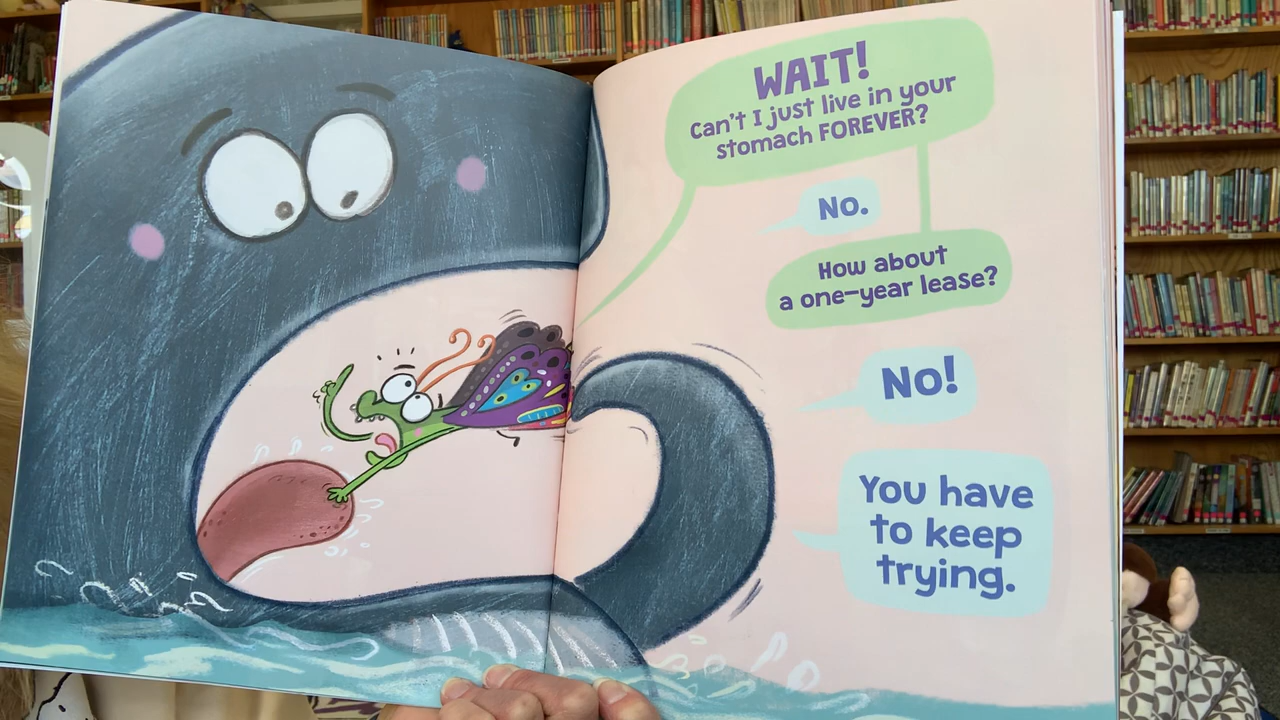 WAIT!
Can't I just live in your
stomach FOREVER?
No.
How about
a one-year lease?
No!
You have
to keep
trying.